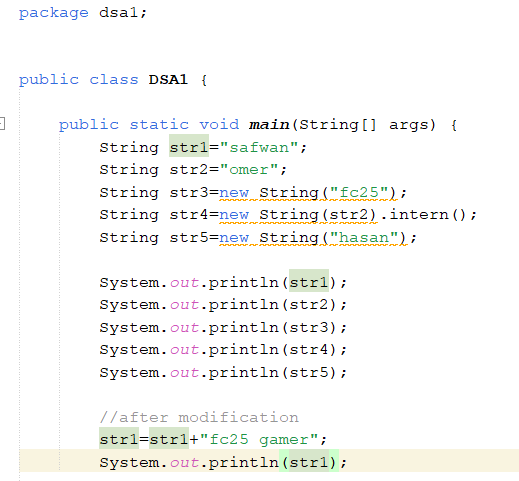 package dsa1;
public class DSA1 {
public static void main(String[] args) {
String str1="safwan";
String str2="omer";
String str3=new String("fc25");
String str4=new String(str2).intern();
String str5=new String("hasan");
System.out.println(str1);
System.out.println(str2);
System.out.println(str3);
System.out.println(str4);
System.out.println(str5);
//after modification
str1=str1+"fc25 gamer";
System.out.println(str1);